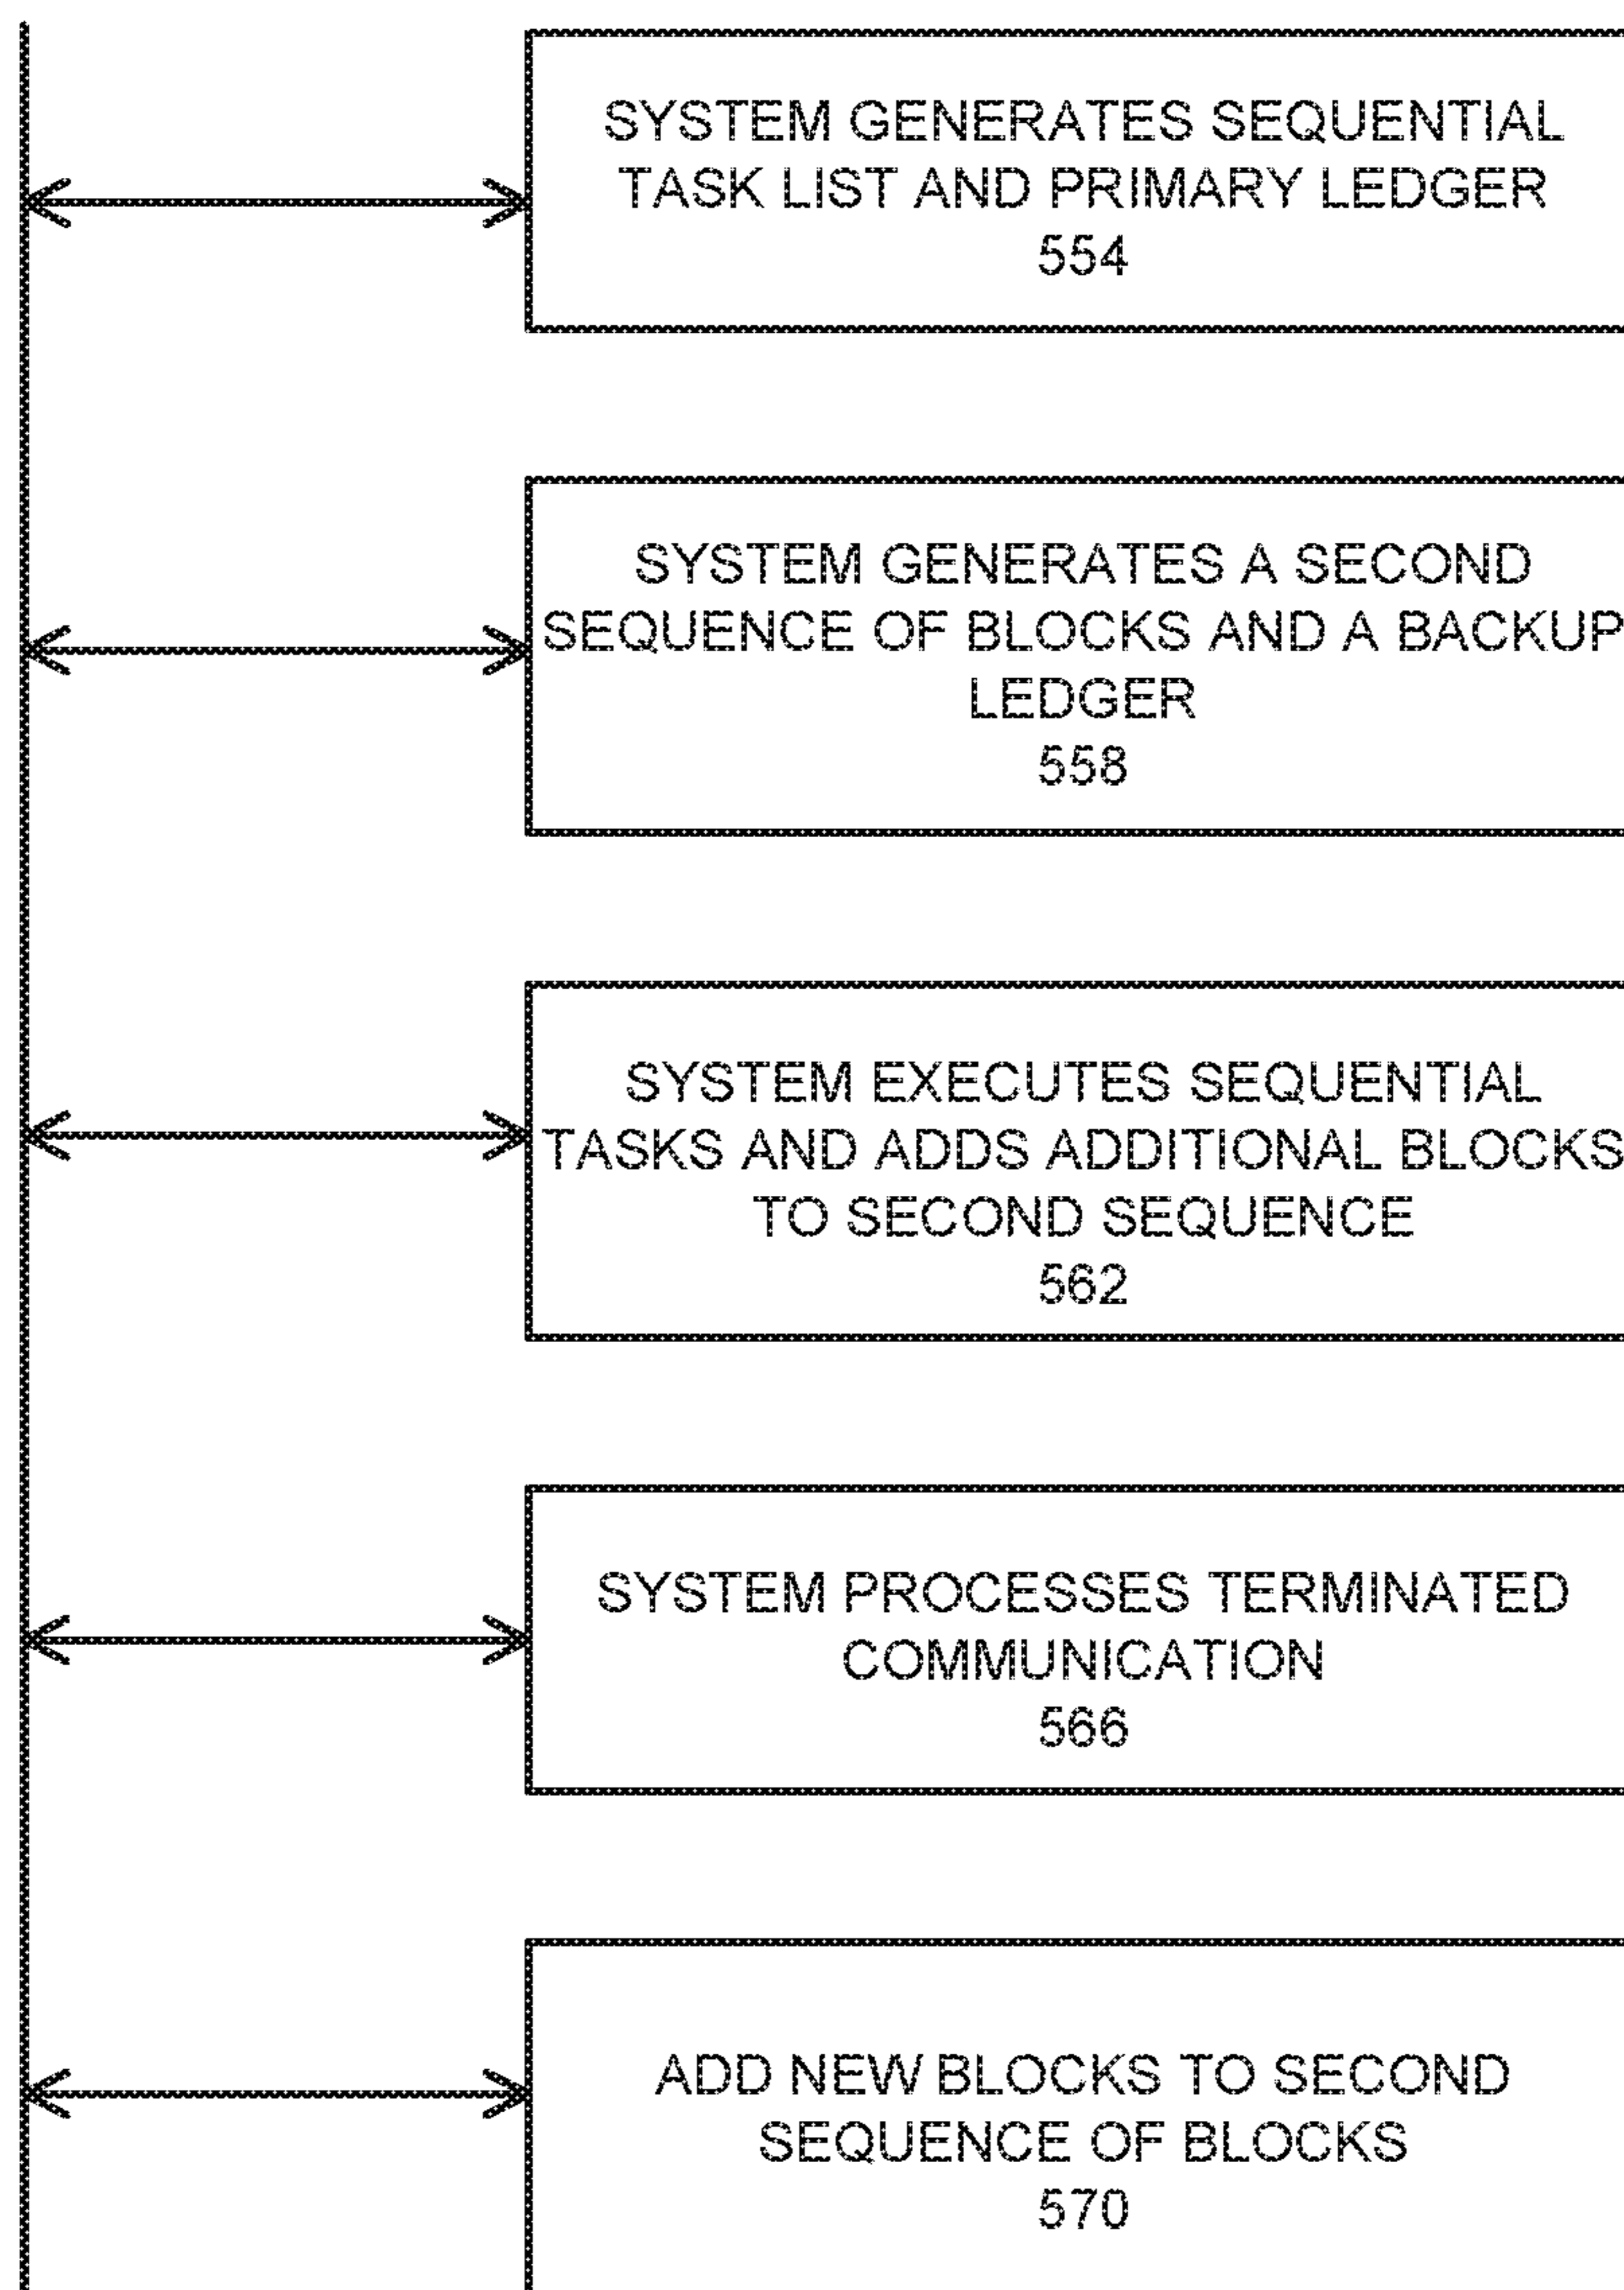 SYSTEM GENERATES SEQUENTIAL
TASK LIST AND PRIMARY LEDGER
554
SYSTEM GENERATES A SECOND
SEQUENCE OF BLOCKS AND A BACKUP
LEDGER
558
SYSTEM EXECUTES SEQUENTIAL
TASKS AND ADDS ADDITIONAL BLOCKS
TO SECOND SEQUENCE
562
SYSTEM PROCESSES TERMINATED
COMMUNICATION
566
ADD NEW BLOCKS TO SECOND
SEQUENCE OF BLOCKS
570